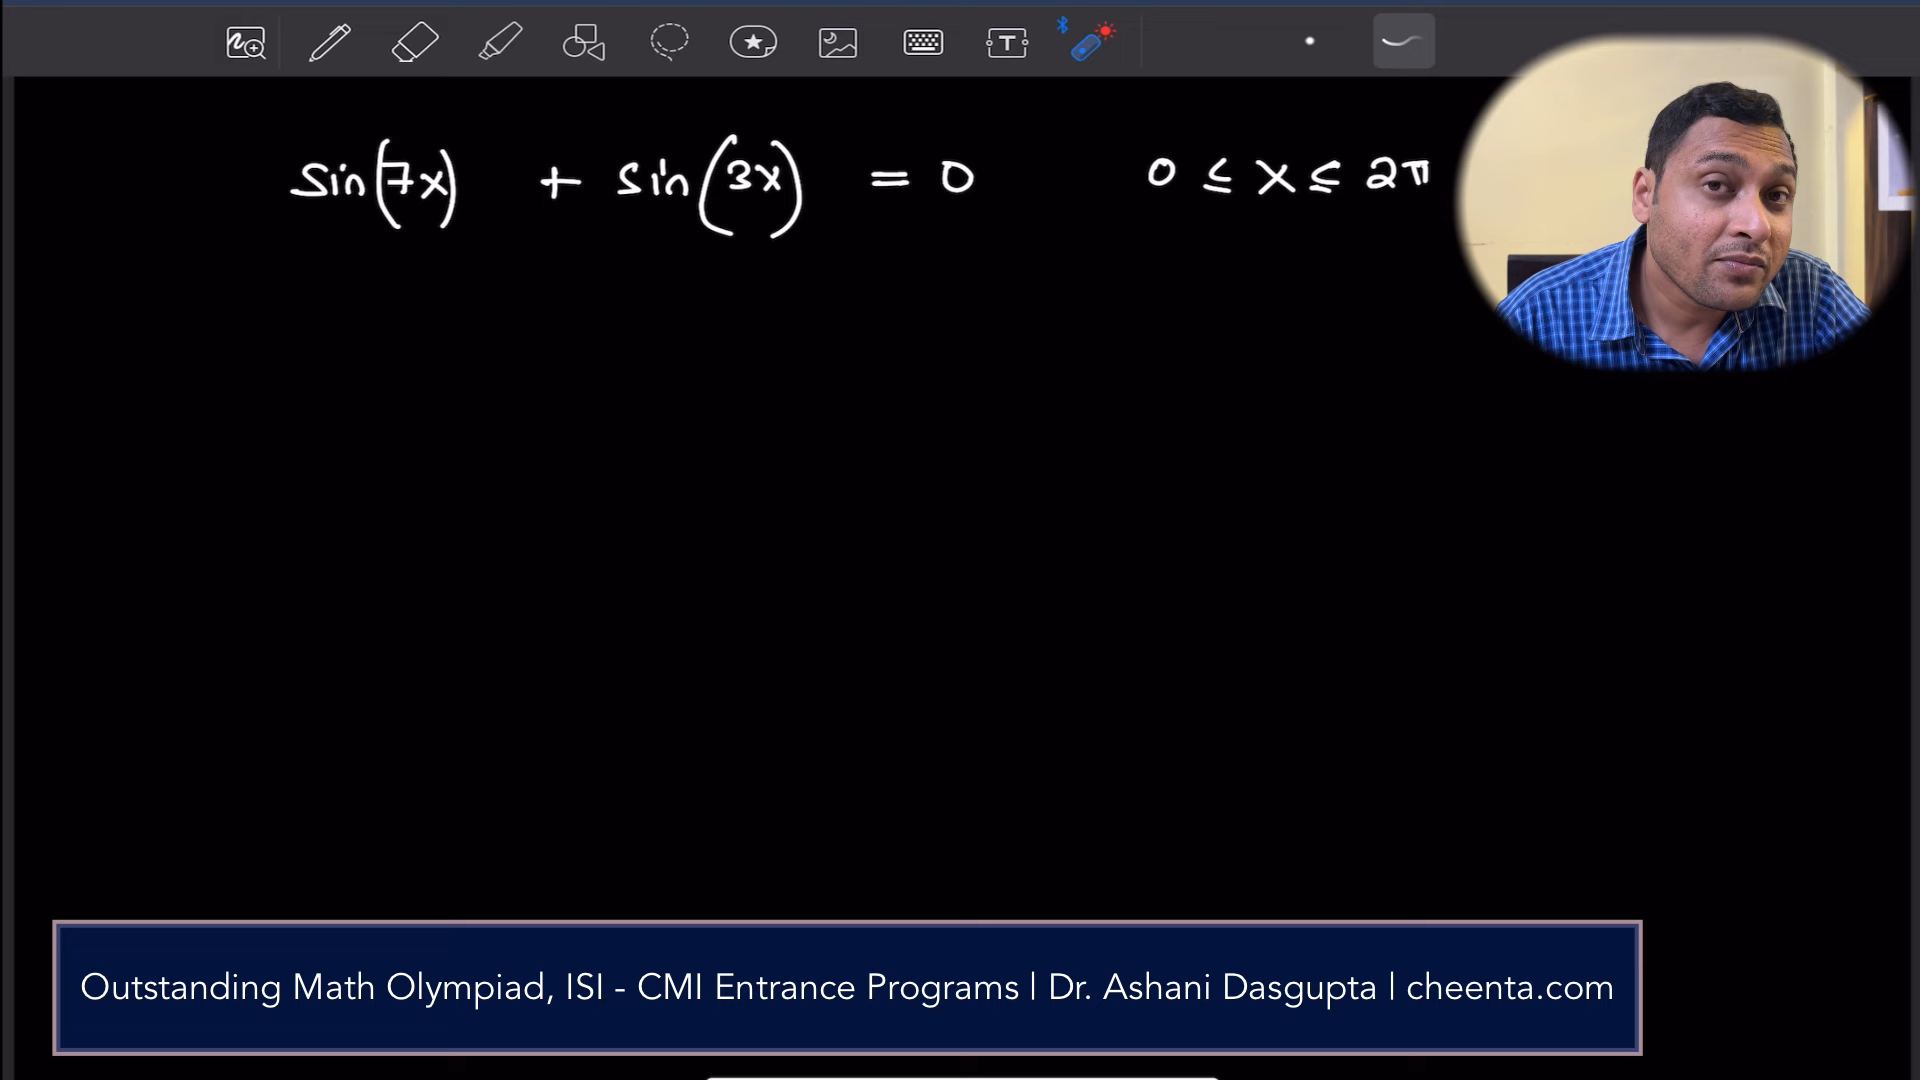 sin(7x) + sin(3x) = 0 0 ≤ x ≤ 2π
Outstanding Math Olympiad, ISI - CMI Entrance Programs | Dr. Ashani Dasgupta | cheenta.com